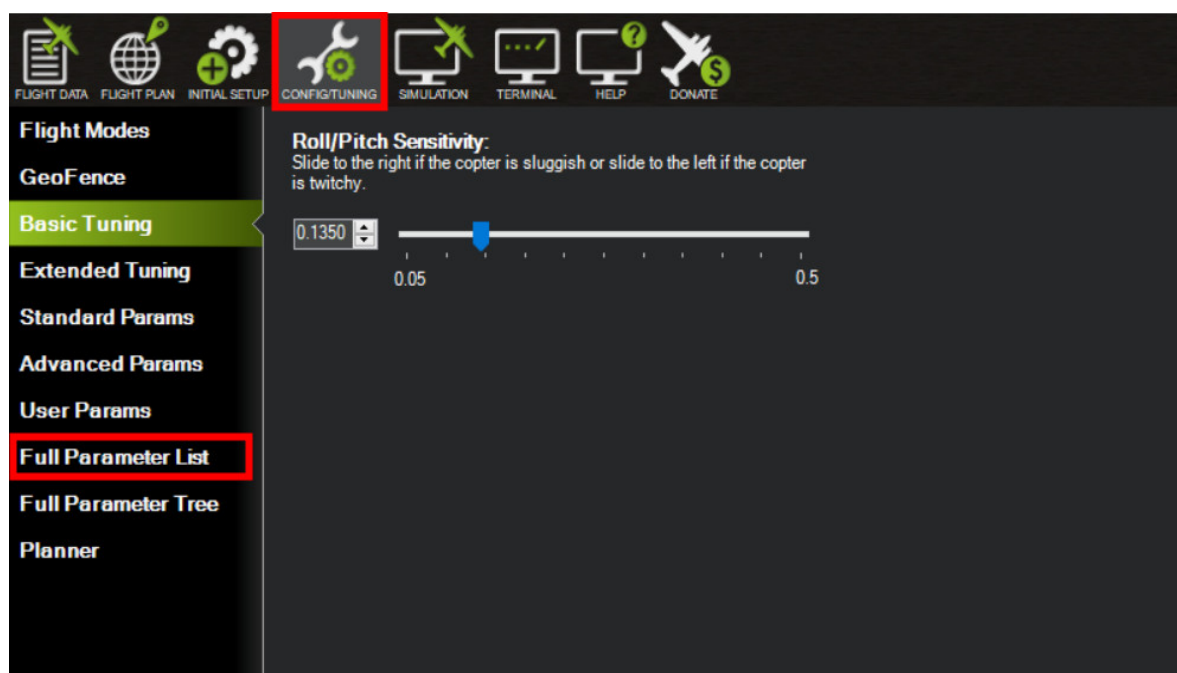 FLIGHT DATA FLIGHT PLAN INITIAL SETUP CONFIG/TUNING SIMULATION TERMINAL HELP DONATE
Flight Modes
GeoFence
Basic Tuning
Extended Tuning
Standard Params
Advanced Params
User Params
Full Parameter List
Full Parameter Tree
Planner
Roll/Pitch Sensitivity:
Slide to the right if the copter is sluggish or slide to the left if the copter
is twitchy.
0.1350
0.05 0.5